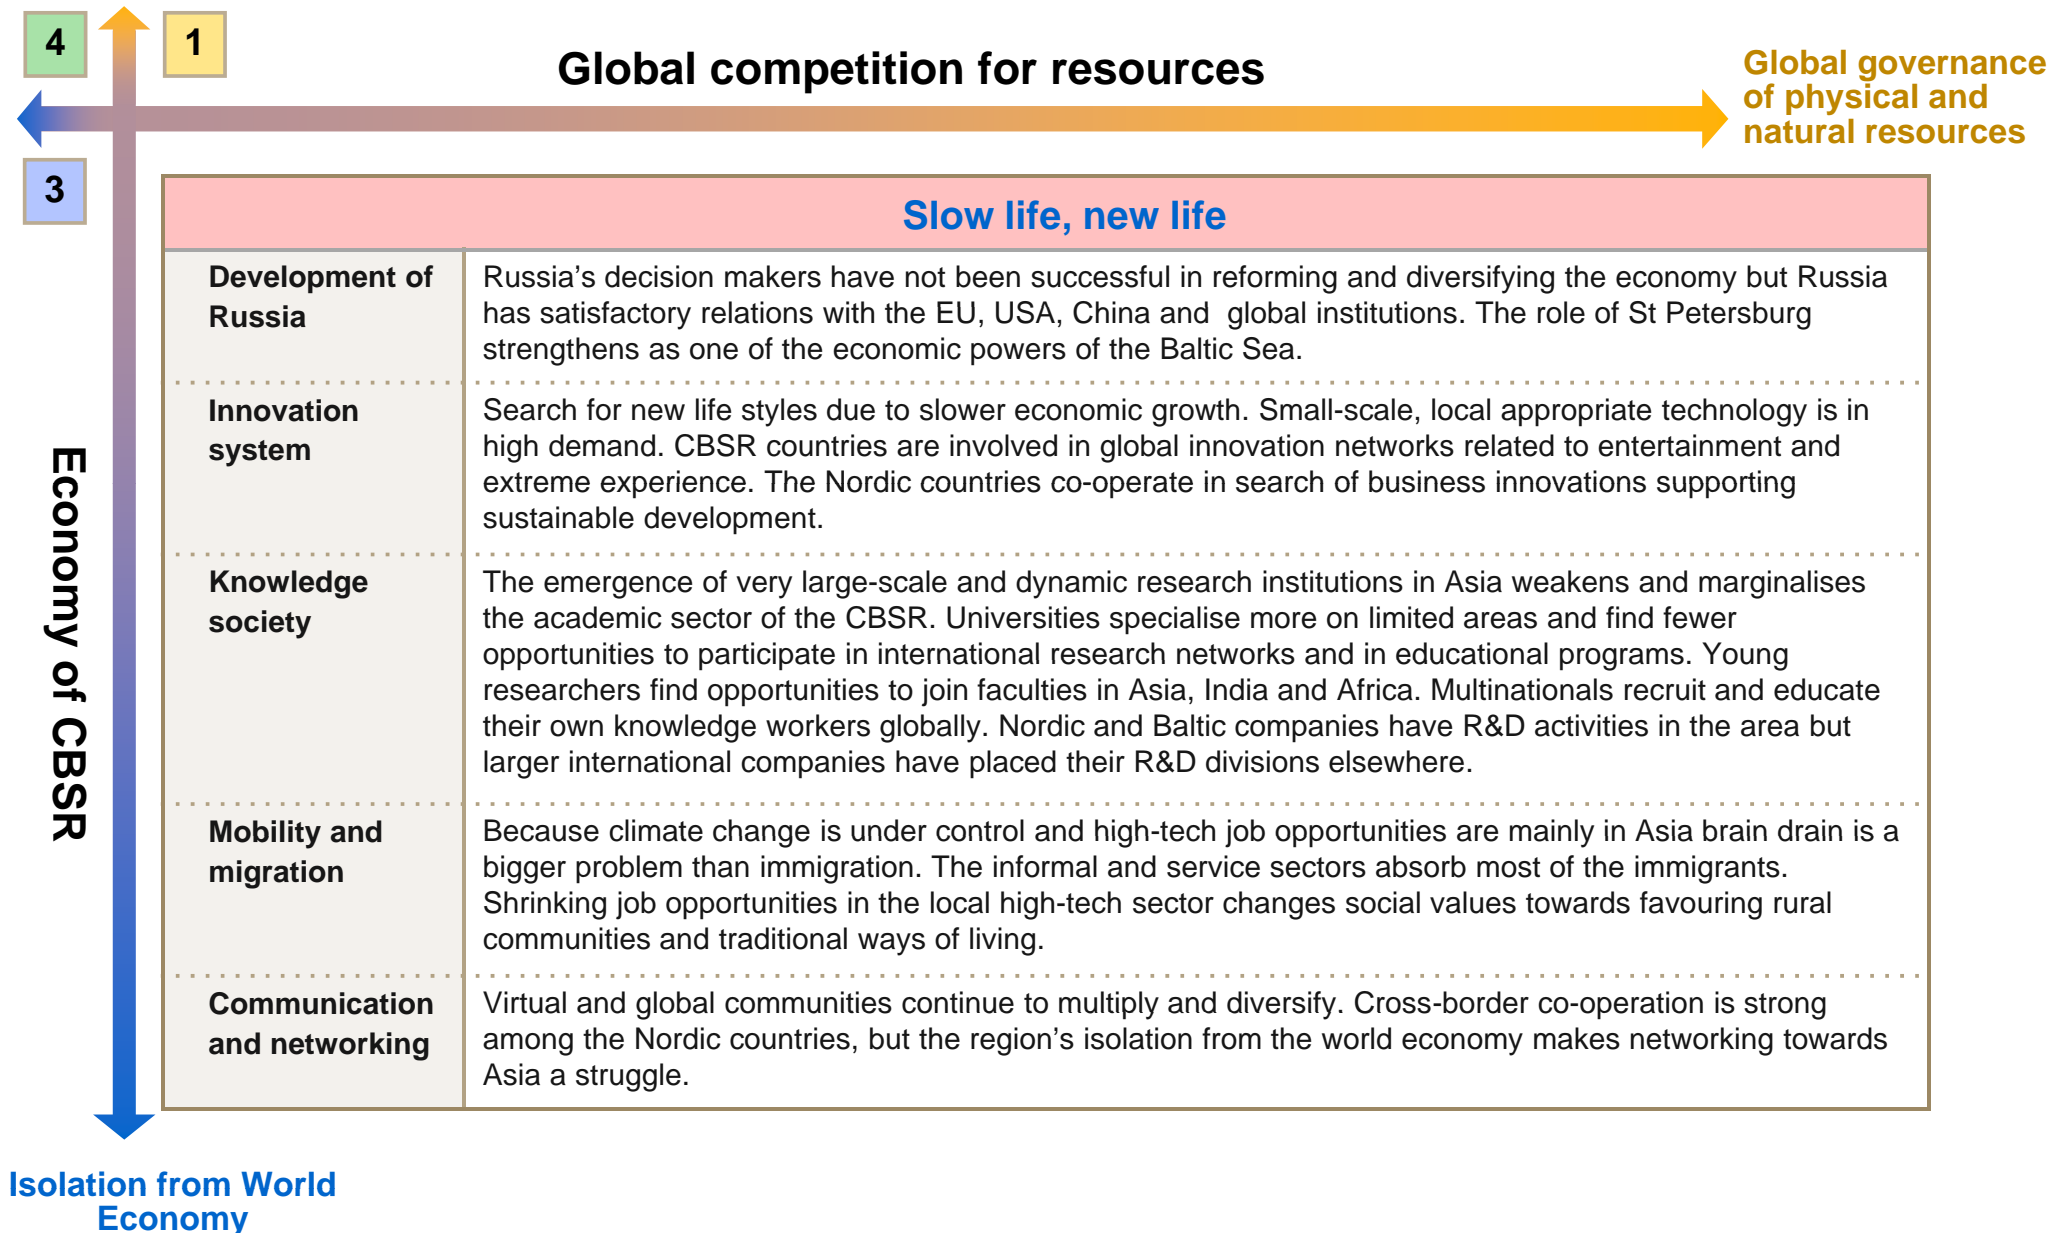 4
1
Global competition for resources
Global governance
of physical and
natural resources
3
Slow life, new life
Development of
Russia
Russia’s decision makers have not been successful in reforming and diversifying the economy but Russia
has satisfactory relations with the EU, USA, China and  global institutions. The role of St Petersburg
strengthens as one of the economic powers of the Baltic Sea.
Innovation
system
Search for new life styles due to slower economic growth. Small-scale, local appropriate technology is in
high demand. CBSR countries are involved in global innovation networks related to entertainment and
extreme experience. The Nordic countries co-operate in search of business innovations supporting
sustainable development.
Knowledge
society
The emergence of very large-scale and dynamic research institutions in Asia weakens and marginalises
the academic sector of the CBSR. Universities specialise more on limited areas and find fewer
opportunities to participate in international research networks and in educational programs. Young
researchers find opportunities to join faculties in Asia, India and Africa. Multinationals recruit and educate
their own knowledge workers globally. Nordic and Baltic companies have R&D activities in the area but
larger international companies have placed their R&D divisions elsewhere.
Mobility and
migration
Because climate change is under control and high-tech job opportunities are mainly in Asia brain drain is a
bigger problem than immigration. The informal and service sectors absorb most of the immigrants.
Shrinking job opportunities in the local high-tech sector changes social values towards favouring rural
communities and traditional ways of living.
Communication
and networking
Virtual and global communities continue to multiply and diversify. Cross-border co-operation is strong
among the Nordic countries, but the region’s isolation from the world economy makes networking towards
Asia a struggle.
Economy of CBSR
Isolation from World
Economy